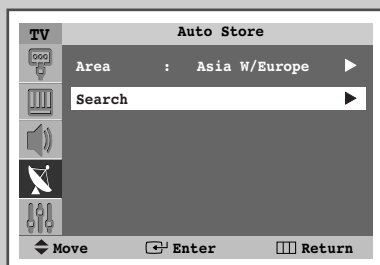 TV Auto Store
Area : Asia W/Europe
Search
Move Enter Return